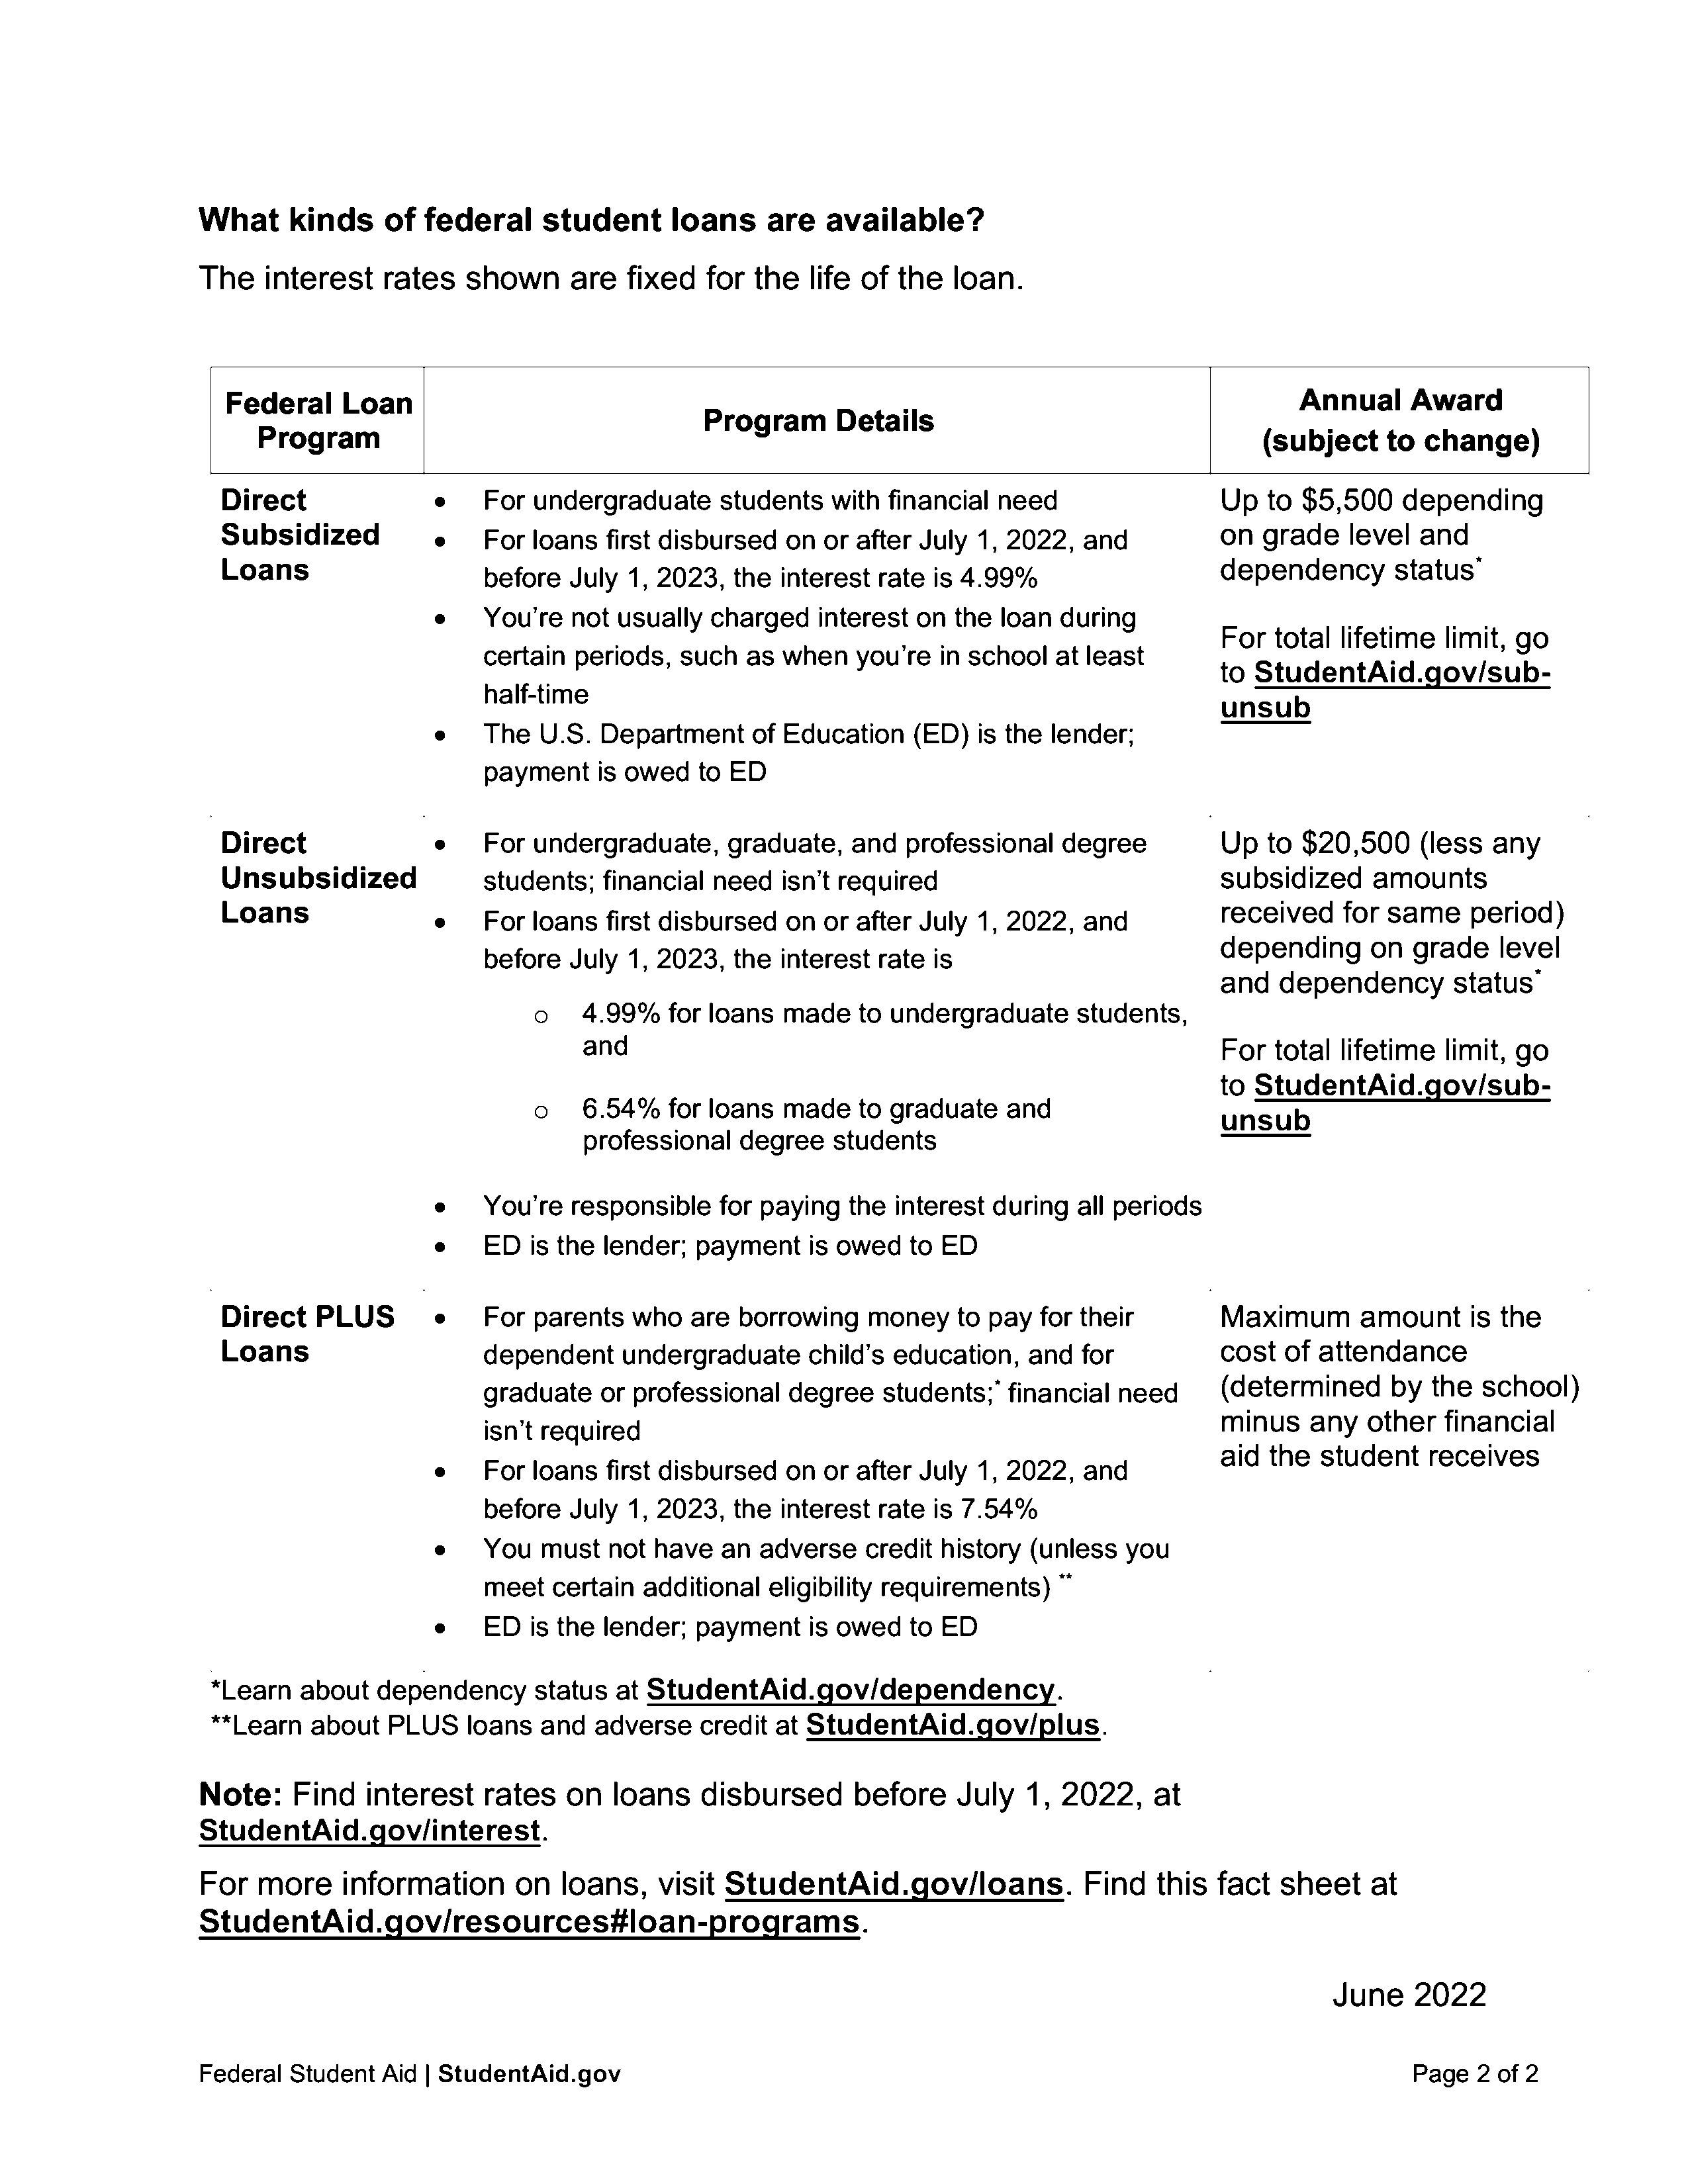 What kinds of federal student loans are available?
The interest rates shown are fixed for the life of the loan.
Federal Loan
Program
Program Details
Annual Award
(subject to change)
Direct
Subsidized
Loans
• For undergraduate students with financial need
• For loans first disbursed on or after July 1, 2022, and
before July 1, 2023, the interest rate is 4.99%
• You’re not usually charged interest on the loan during
certain periods, such as when you’re in school at least
half-time
• The U.S. Department of Education (ED) is the lender;
payment is owed to ED
Up to $5,500 depending
on grade level and
dependency status*
For total lifetime limit, go
to StudentAid.gov/sub-
unsub
Direct
Unsubsidized
Loans
• For undergraduate, graduate, and professional degree
students; financial need isn’t required
• For loans first disbursed on or after July 1, 2022, and
before July 1, 2023, the interest rate is
o 4.99% for loans made to undergraduate students,
and
o 6.54% for loans made to graduate and
professional degree students
• You’re responsible for paying the interest during all periods
• ED is the lender; payment is owed to ED
Up to $20,500 (less any
subsidized amounts
received for same period)
depending on grade level
and dependency status*
For total lifetime limit, go
to StudentAid.gov/sub-
unsub
Direct PLUS
Loans
• For parents who are borrowing money to pay for their
dependent undergraduate child’s education, and for
graduate or professional degree students;* financial need
isn’t required
• For loans first disbursed on or after July 1, 2022, and
before July 1, 2023, the interest rate is 7.54%
• You must not have an adverse credit history (unless you
meet certain additional eligibility requirements) **
• ED is the lender; payment is owed to ED
Maximum amount is the
cost of attendance
(determined by the school)
minus any other financial
aid the student receives
*Learn about dependency status at StudentAid.gov/dependency.
**Learn about PLUS loans and adverse credit at StudentAid.gov/plus.
Note: Find interest rates on loans disbursed before July 1, 2022, at
StudentAid.gov/interest.
For more information on loans, visit StudentAid.gov/loans. Find this fact sheet at
StudentAid.gov/resources#loan-programs.
June 2022
Federal Student Aid | StudentAid.gov
Page 2 of 2